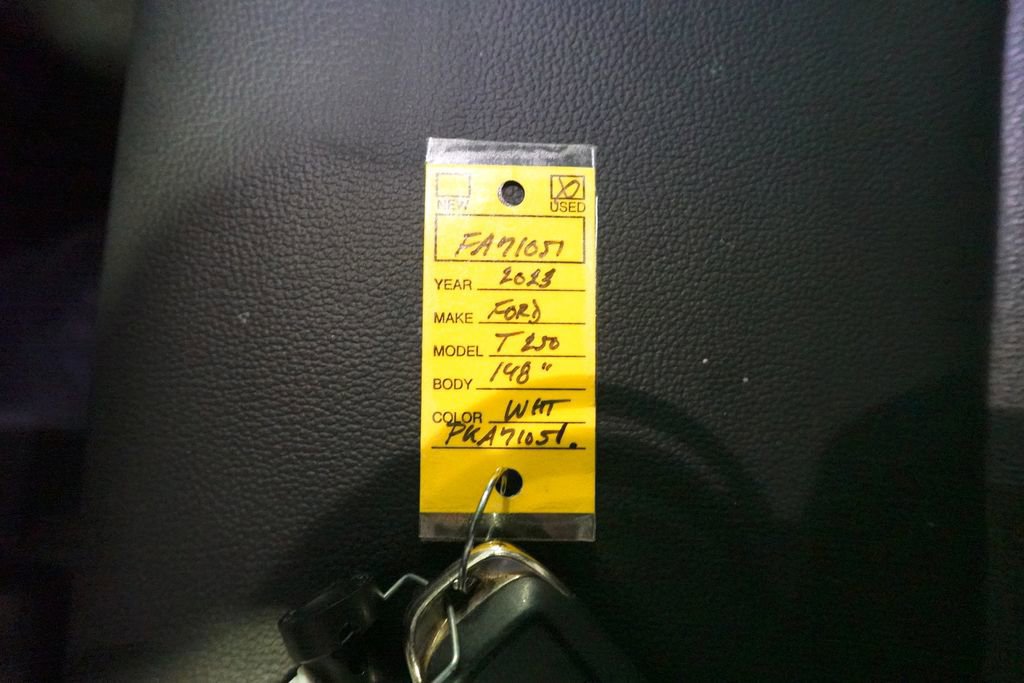 NEW USED
FA71051
YEAR 2023
MAKE FORD
MODEL T250
BODY 148"
COLOR WHT
PKA71051.